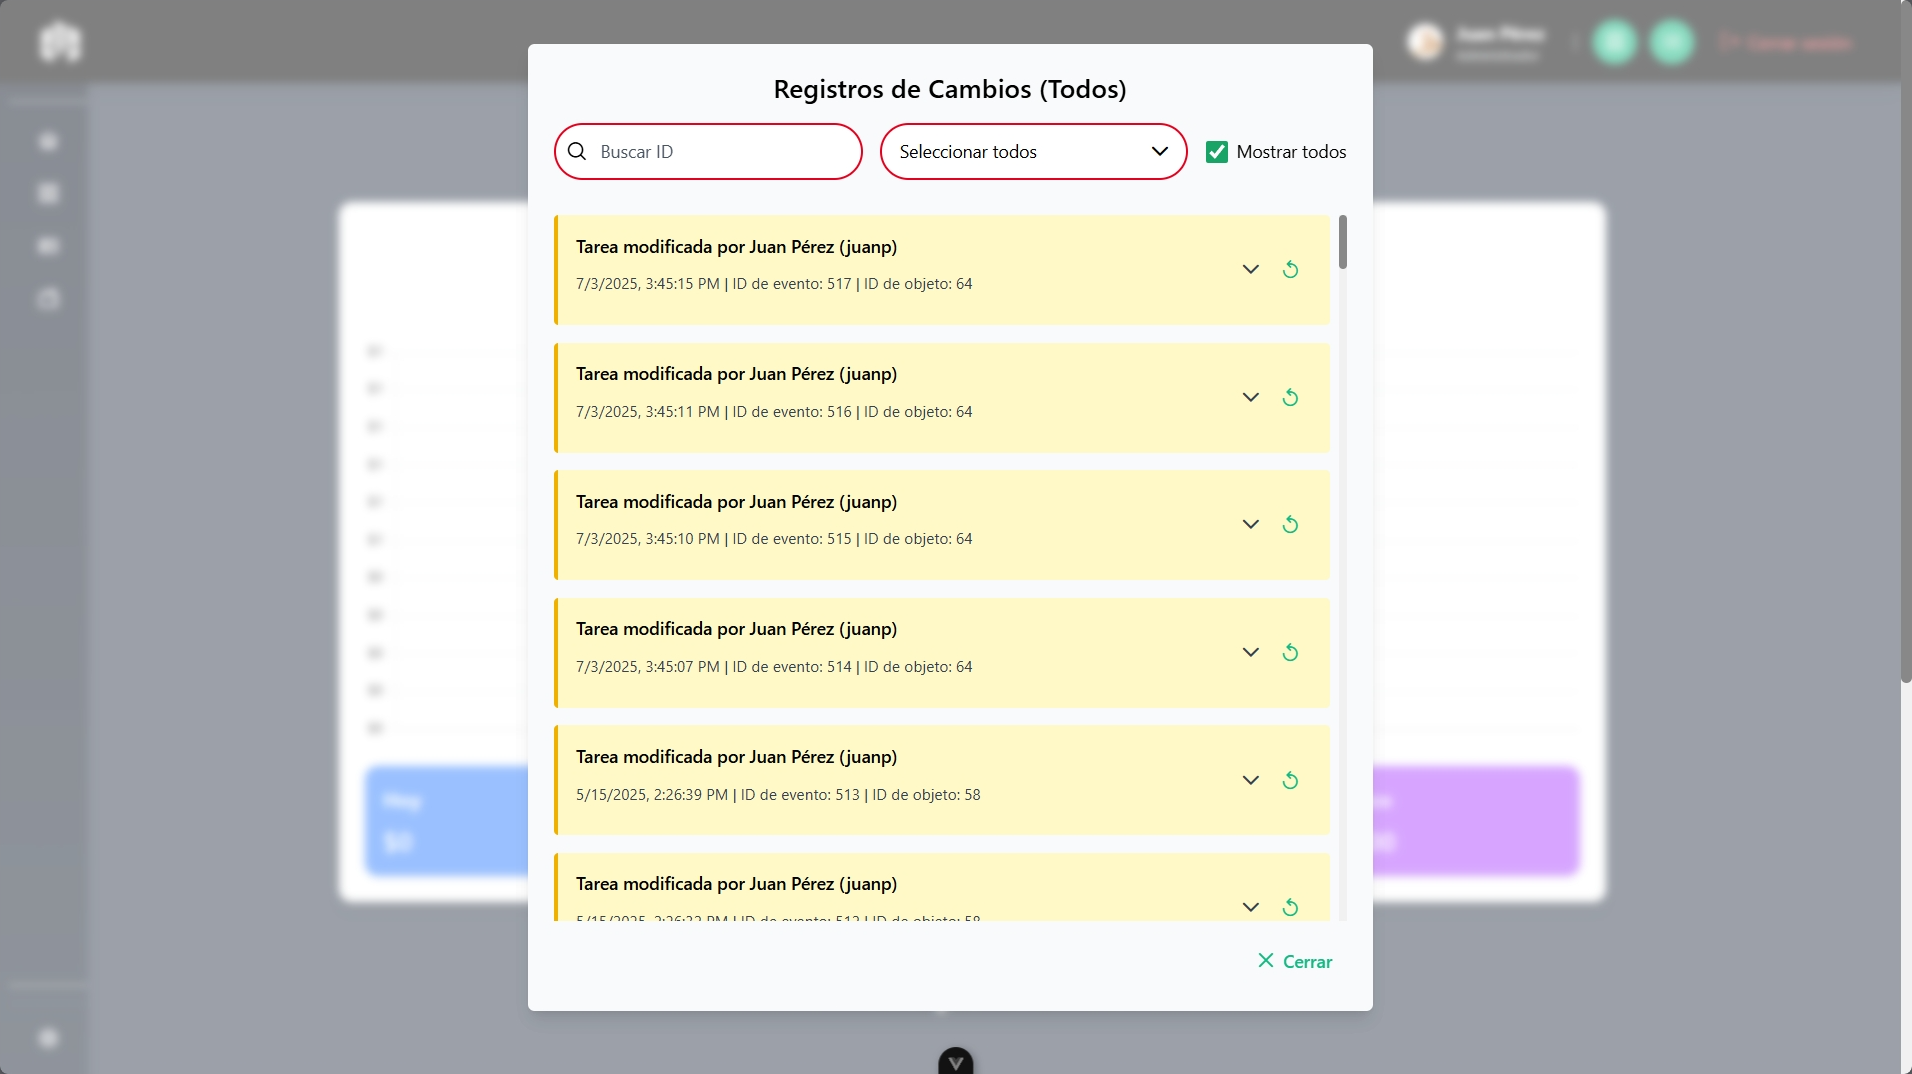 Juan Pérez
Cerrar sesión
Registros de Cambios (Todos)
Buscar ID
Seleccionar todos
Mostrar todos
Tarea modificada por Juan Pérez (juanp)
7/3/2025, 3:45:15 PM | ID de evento: 517 | ID de objeto: 64
Tarea modificada por Juan Pérez (juanp)
7/3/2025, 3:45:11 PM | ID de evento: 516 | ID de objeto: 64
Tarea modificada por Juan Pérez (juanp)
7/3/2025, 3:45:10 PM | ID de evento: 515 | ID de objeto: 64
Tarea modificada por Juan Pérez (juanp)
7/3/2025, 3:45:07 PM | ID de evento: 514 | ID de objeto: 64
Tarea modificada por Juan Pérez (juanp)
5/15/2025, 2:26:39 PM | ID de evento: 513 | ID de objeto: 58
Tarea modificada por Juan Pérez (juanp)
Hoy
$0
Cerrar